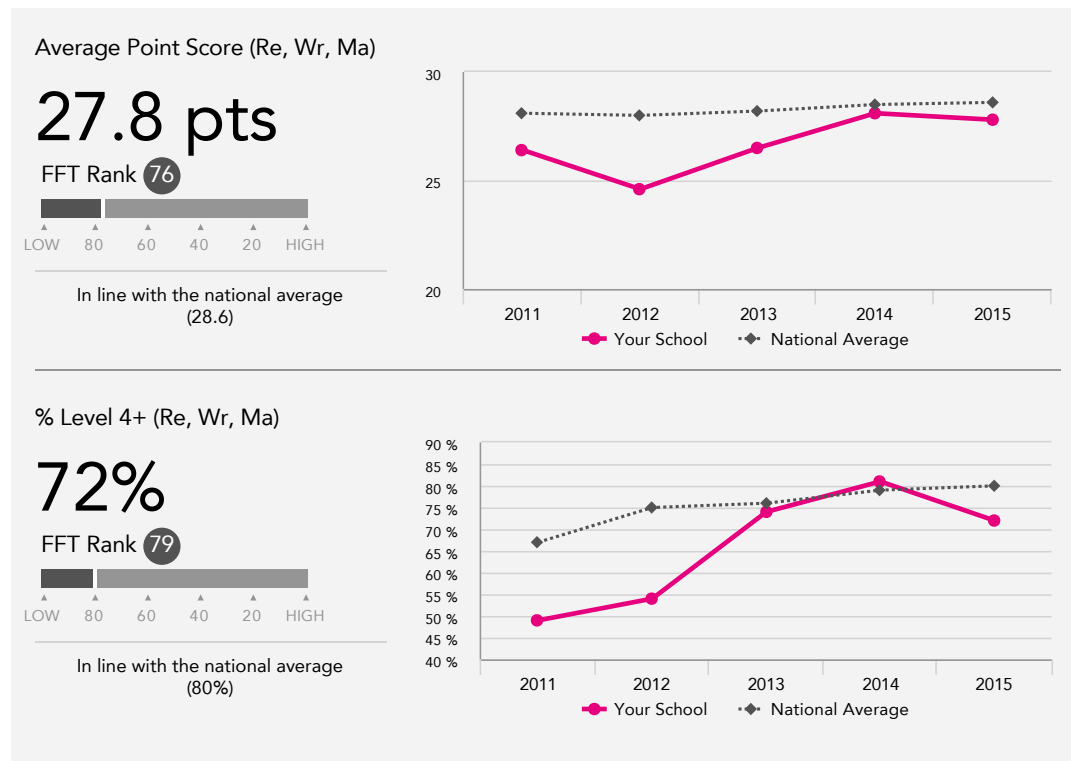 Average Point Score (Re, Wr, Ma)
27.8 pts
FFT Rank 76
LOW 80 60 40 20 HIGH
In line with the national average
(28.6)
30
25
20
2011 2012 2013 2014 2015
Your School National Average
% Level 4+ (Re, Wr, Ma)
72%
FFT Rank 79
LOW 80 60 40 20 HIGH
In line with the national average
(80%)
90 %
85 %
80 %
75 %
70 %
65 %
60 %
55 %
50 %
45 %
40 %
2011 2012 2013 2014 2015
Your School National Average